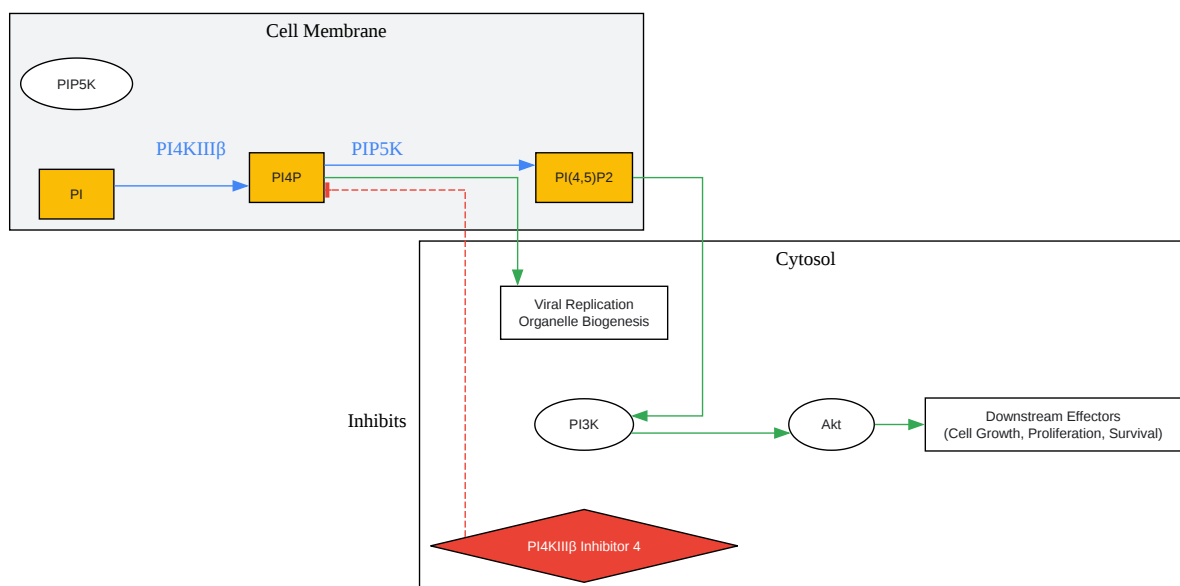 Cell Membrane
PIP5K
PI4KIIIβ
PIP5K
PI
PI4P
PI(4,5)P2
Cytosol
Viral Replication
Organelle Biogenesis
Inhibits
PI3K
Akt
Downstream Effectors
(Cell Growth, Proliferation, Survival)
PI4KIIIβ Inhibitor 4